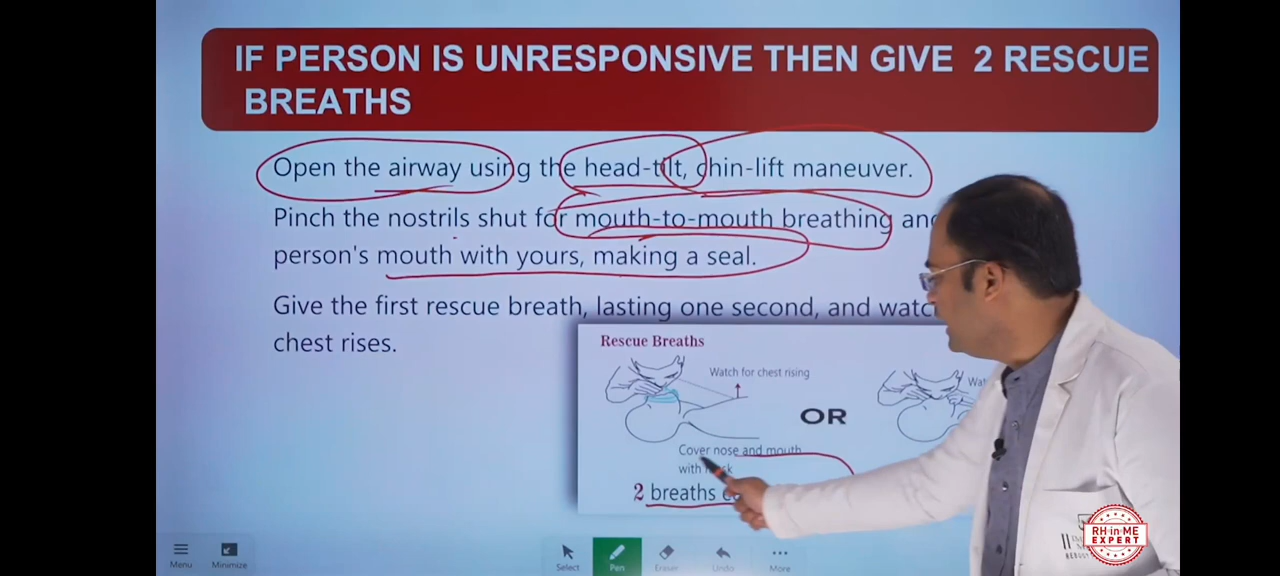 IF PERSON IS UNRESPONSIVE THEN GIVE 2 RESCUE
BREATHS
Open the airway using the head-tilt, chin-lift maneuver.
Pinch the nostrils shut for mouth-to-mouth breathing
person's mouth with yours, making a seal.
Give the first rescue breath, lasting one second, and
chest rises.
Rescue Breaths
Watch for chest rising
OR
Cover nose and mouth
with
2 breaths
RH in ME
EXPERT
Menu
Minimize
Select
Pen
Eraser
Undo
More